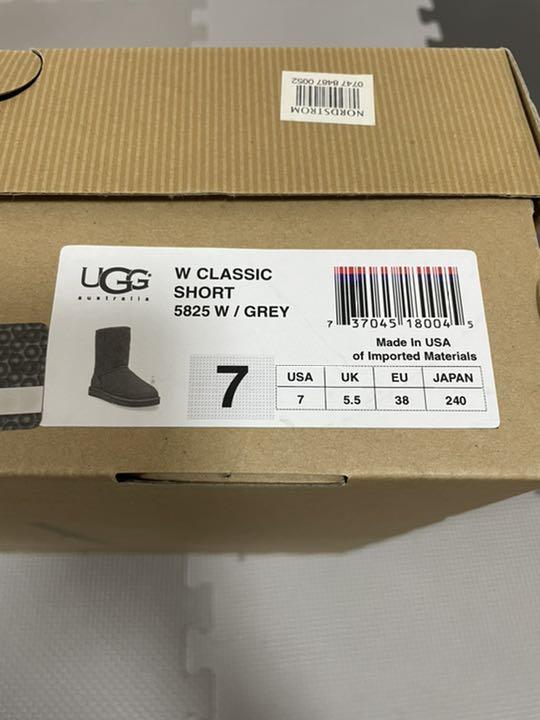 0747 8487 0052
NORDSTROM
UGG®
australia
W CLASSIC
SHORT
5825 W / GREY
7 37045 18004 5
Made In USA
of Imported Materials
7
USA UK EU JAPAN
7 5.5 38 240